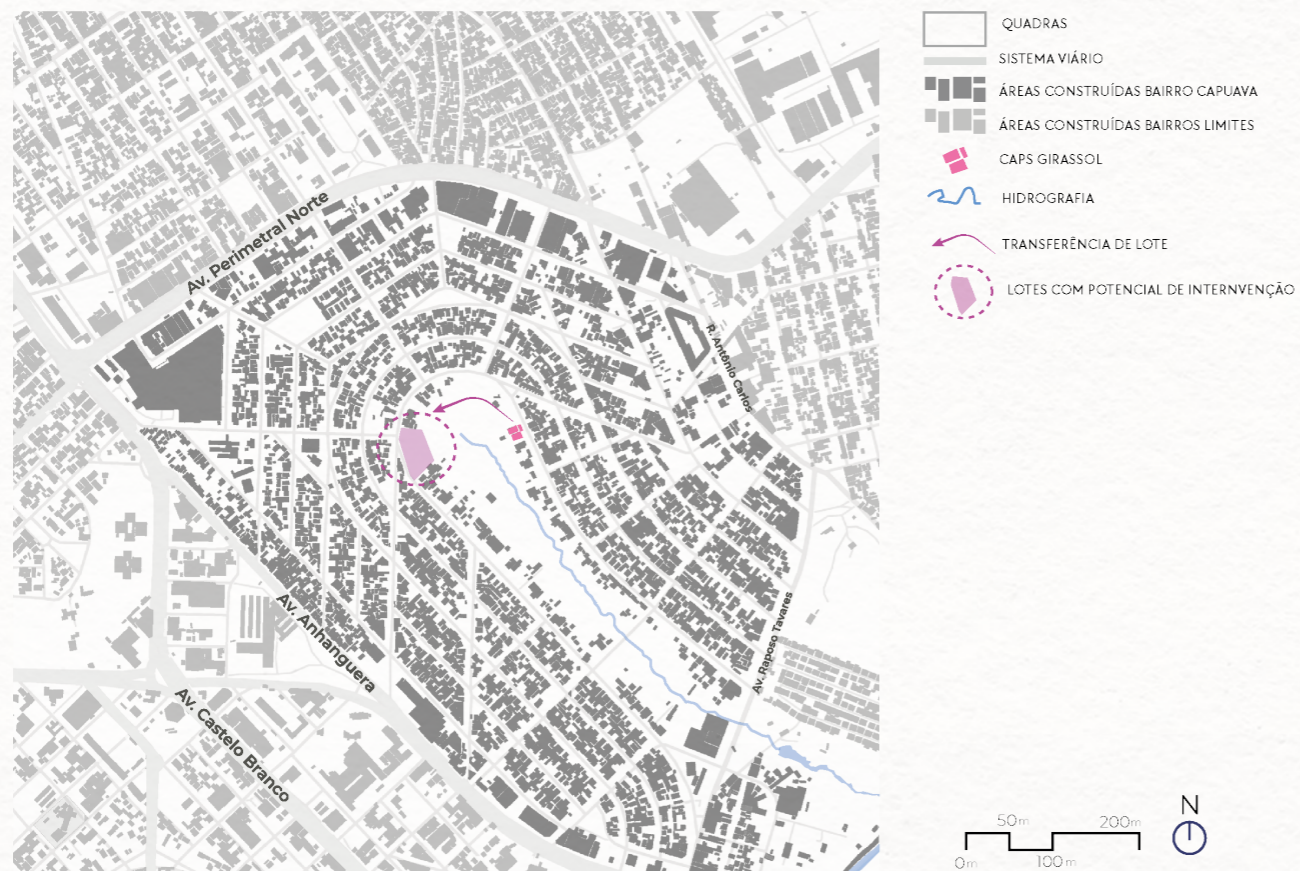 QUADRAS
SISTEMA VIÁRIO
ÁREAS CONSTRUÍDAS BAIRRO CAPUAVA
ÁREAS CONSTRUÍDAS BAIRROS LIMITES
CAPS GIRASSOL
HIDROGRAFIA
TRANSFERÊNCIA DE LOTE
LOTES COM POTENCIAL DE INTERNVENÇÃO
Av. Perimetral Norte
R. Antônio Carlos
Av. Anhanguera
Av. Raposo Tavares
Av. Castelo Branco
N
50m
200m
0m
100m